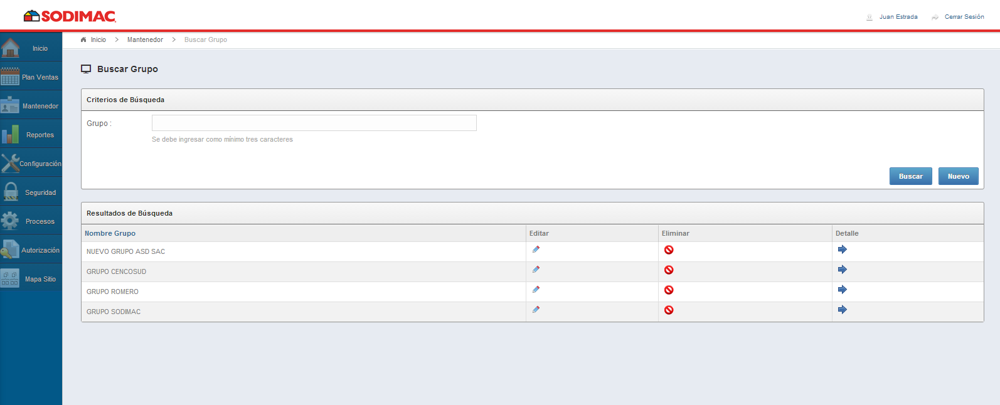 SODIMAC
Juan Estrada
Cerrar Sesión
Inicio > Mantenedor > Buscar Grupo
Inicio
Plan Ventas
Mantenedor
Reportes
Configuración
Seguridad
Procesos
Autorización
Mapa Sitio
Buscar Grupo
Criterios de Búsqueda
Grupo :
Se debe ingresar como mínimo tres caracteres
Buscar
Nuevo
Resultados de Búsqueda
Nombre Grupo Editar Eliminar Detalle
NUEVO GRUPO ASD SAC
GRUPO CENCOSUD
GRUPO ROMERO
GRUPO SODIMAC